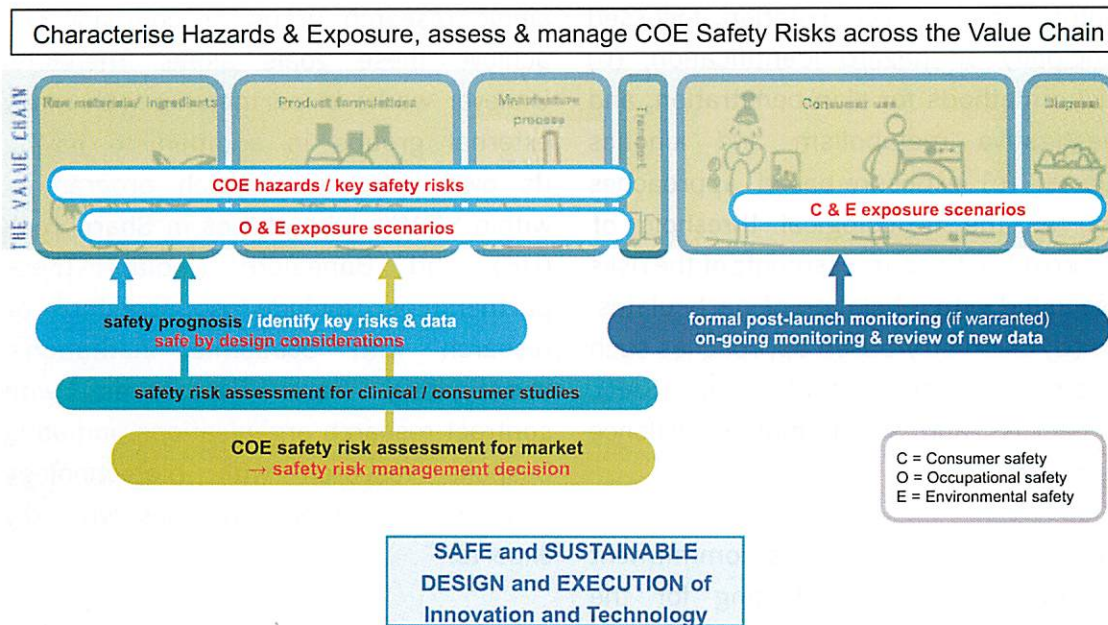 Characterise Hazards & Exposure, assess & manage COE Safety Risks across the Value Chain
THE VALUE CHAIN
Raw materials/ ingredients
Product formulations
Manufacture
process
Transport
Consumer use
Disposal
COE hazards / key safety risks
O & E exposure scenarios
C & E exposure scenarios
safety prognosis / identify key risks & data
safe by design considerations
formal post-launch monitoring (if warranted)
on-going monitoring & review of new data
safety risk assessment for clinical / consumer studies
COE safety risk assessment for market
→ safety risk management decision
C = Consumer safety
O = Occupational safety
E = Environmental safety
SAFE and SUSTAINABLE
DESIGN and EXECUTION of
Innovation and Technology